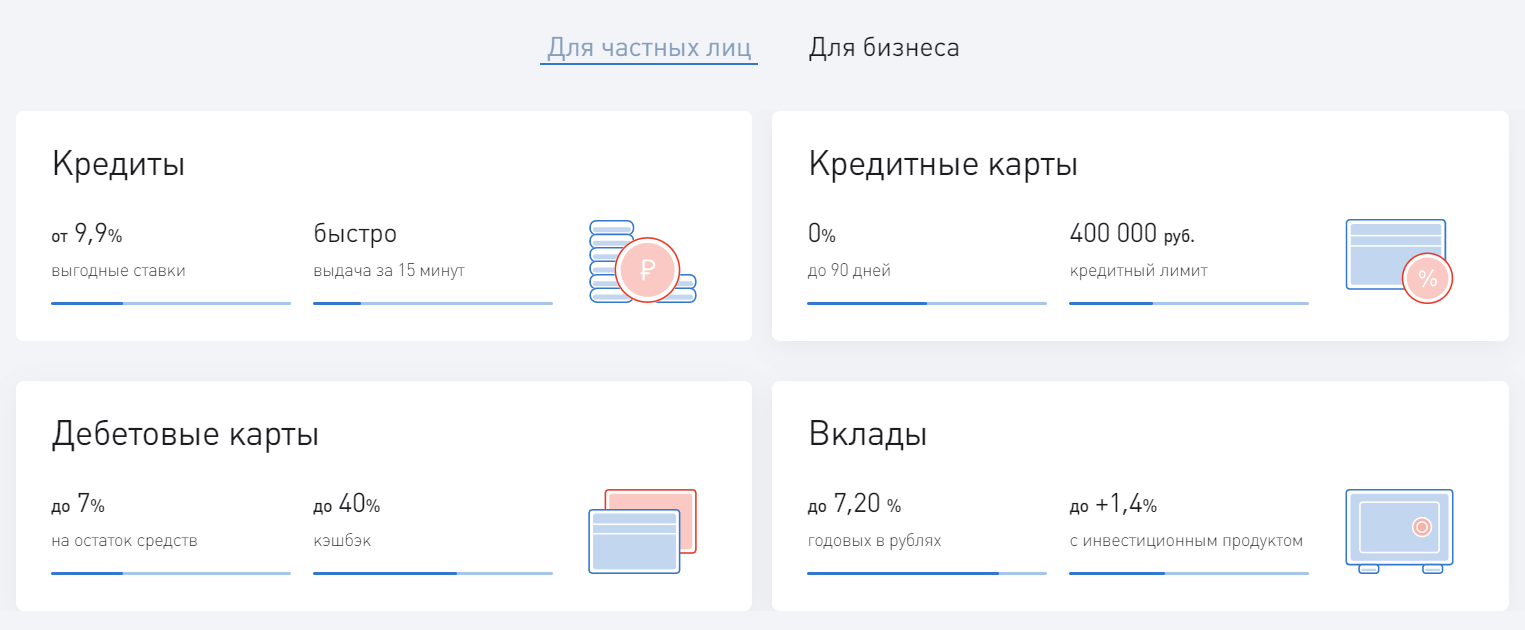 Для частных лиц
Для бизнеса
Кредиты
от 9,9%
выгодные ставки
быстро
выдача за 15 минут
₽
Кредитные карты
0%
до 90 дней
400 000 руб.
кредитный лимит
%
Дебетовые карты
до 7%
на остаток средств
до 40%
кэшбэк
Вклады
до 7,20 %
годовых в рублях
до +1,4%
с инвестиционным продуктом